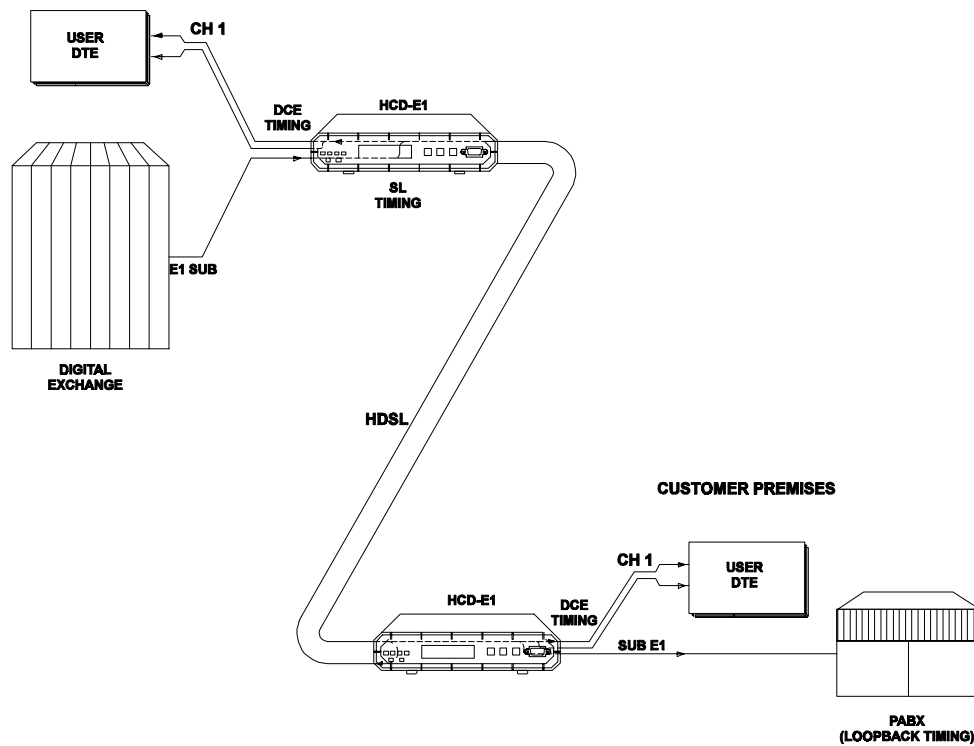 CH 1
USER
DTE
HCD-E1
DCE
TIMING
SL
TIMING
E1 SUB
DIGITAL
EXCHANGE
HDSL
CUSTOMER PREMISES
CH 1
USER
DTE
HCD-E1
DCE
TIMING
SUB E1
PABX
(LOOPBACK TIMING)